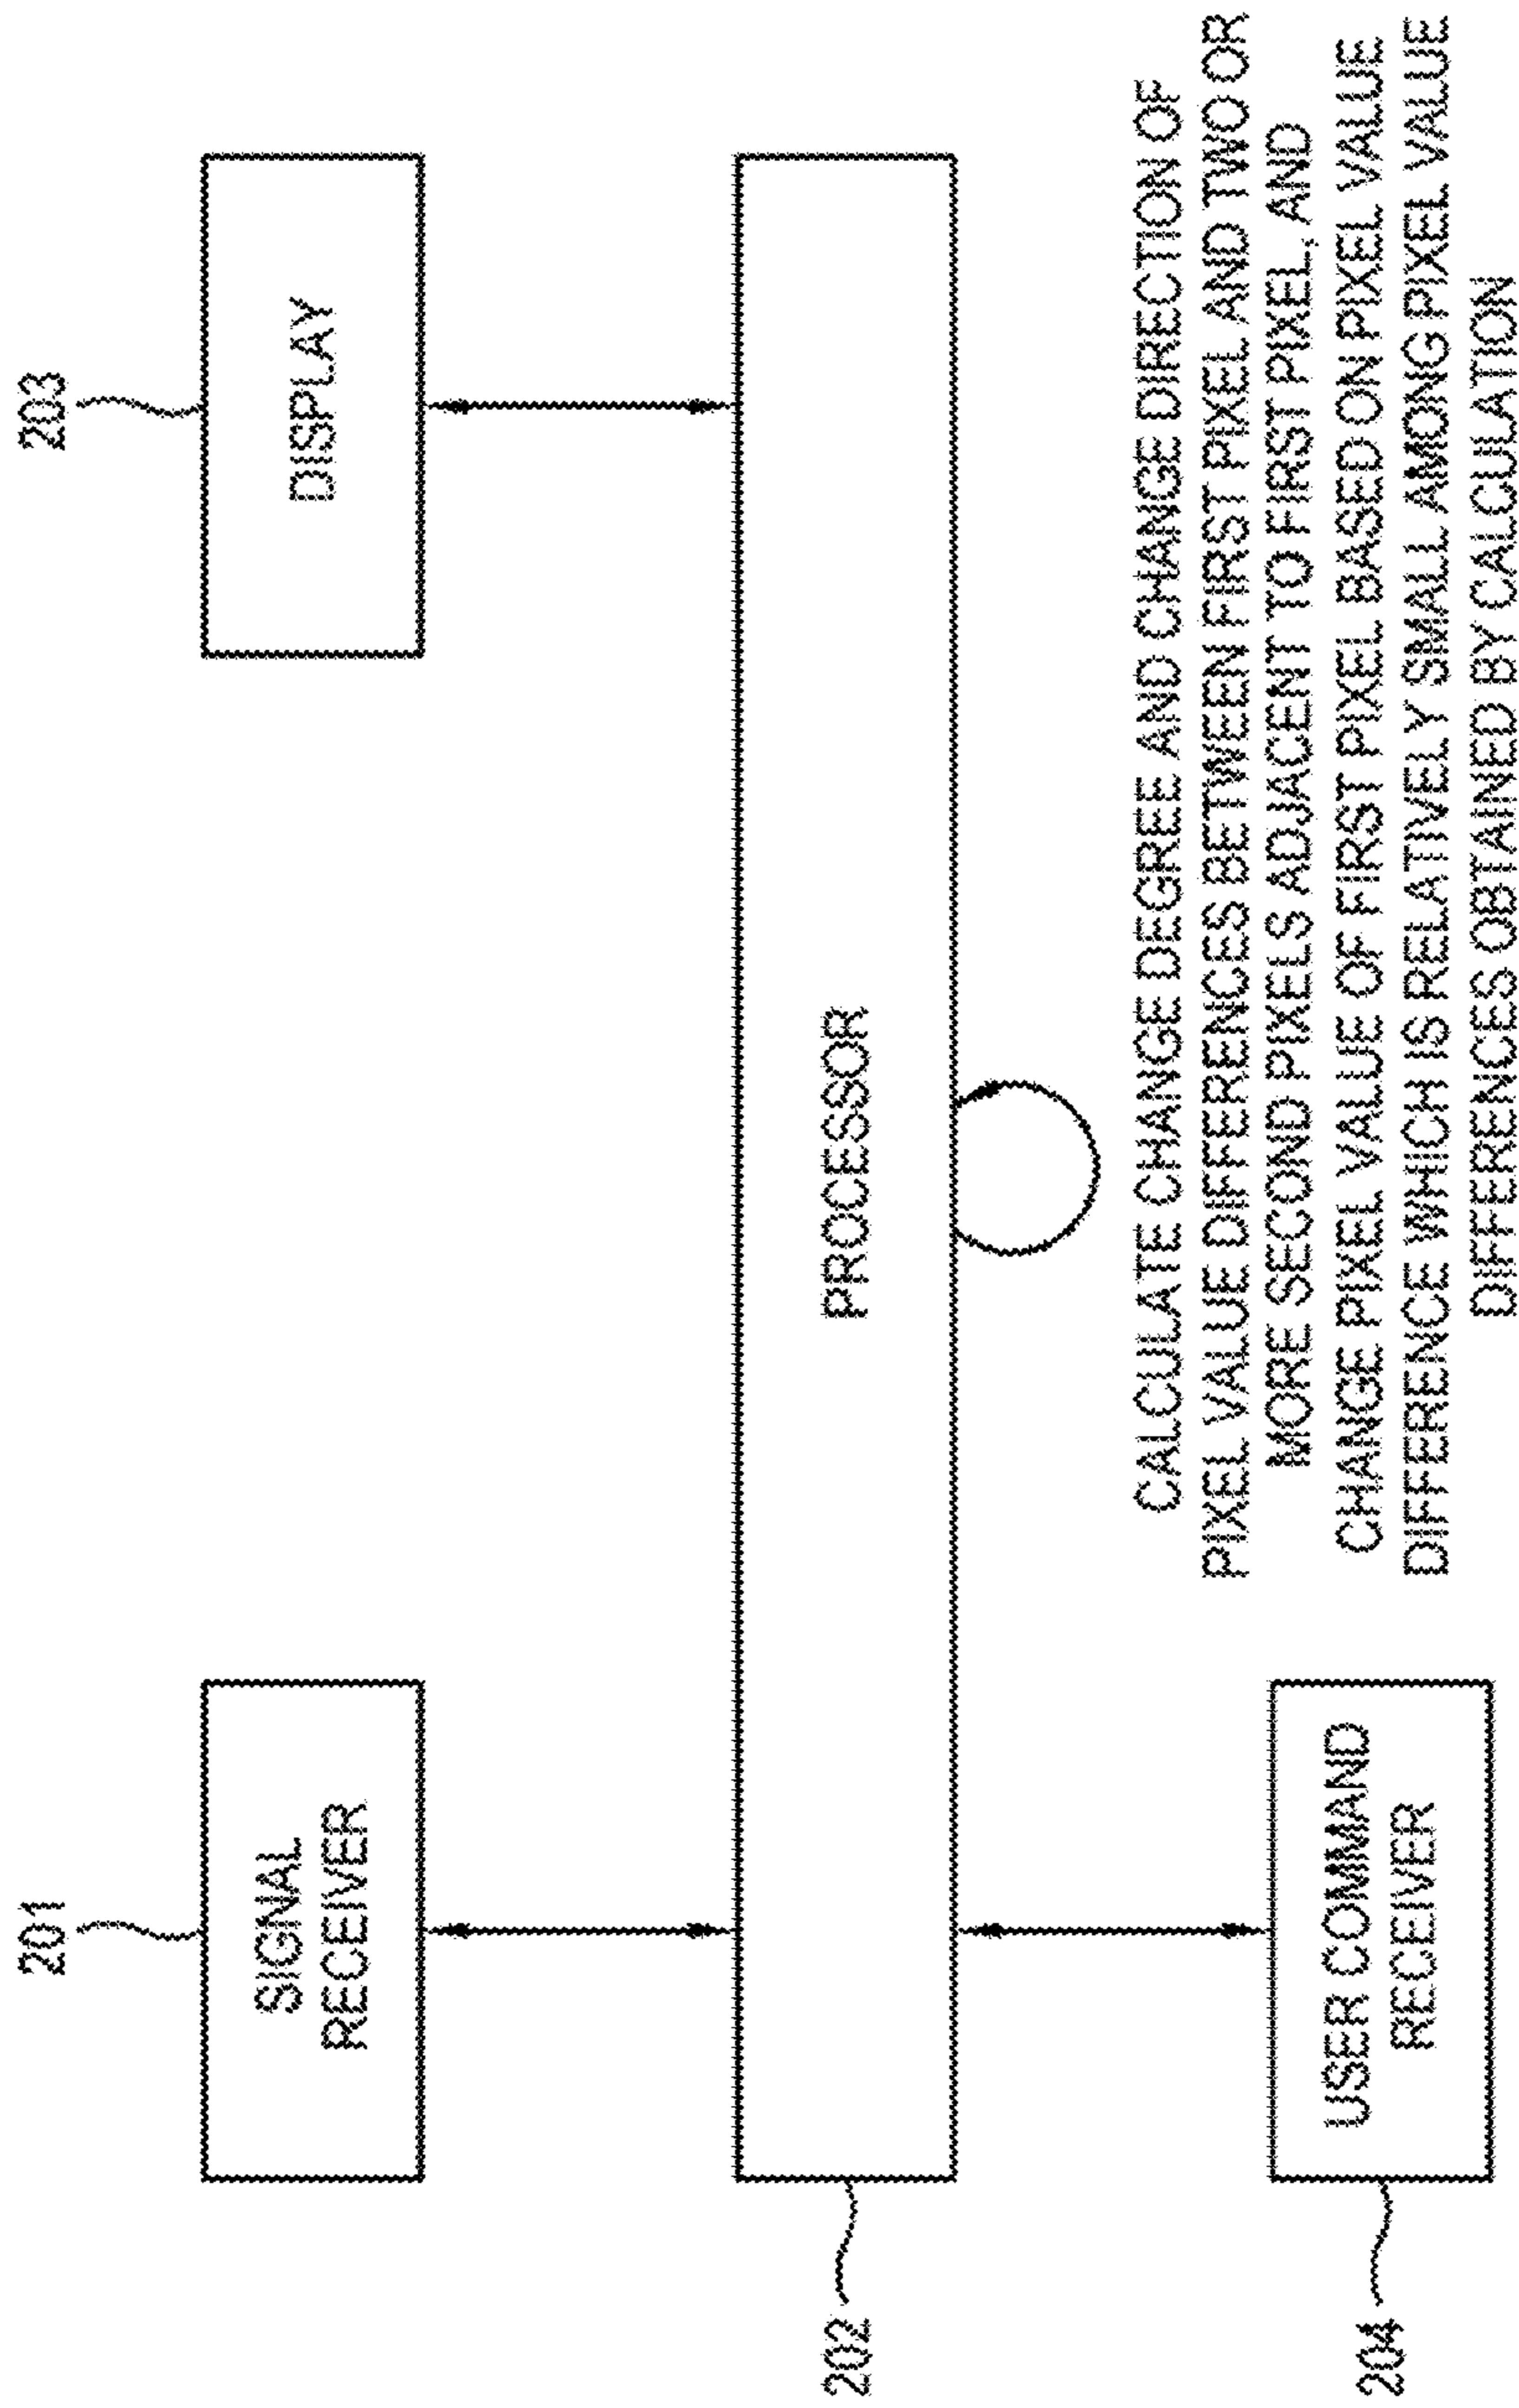 201
203
SIGNAL
RECEIVER
DISPLAY
PROCESSOR
202
CALCULATE CHANGE DEGREE AND CHANGE DIRECTION OF
PIXEL VALUE DIFFERENCES BETWEEN FIRST PIXEL AND TWO OR
MORE SECOND PIXELS ADJACENT TO FIRST PIXEL, AND
CHANGE PIXEL VALUE OF FIRST PIXEL BASED ON PIXEL VALUE
DIFFERENCE WHICH IS RELATIVELY SMALL AMONG PIXEL VALUE
DIFFERENCES OBTAINED BY CALCULATION
USER COMMAND
RECEIVER
204